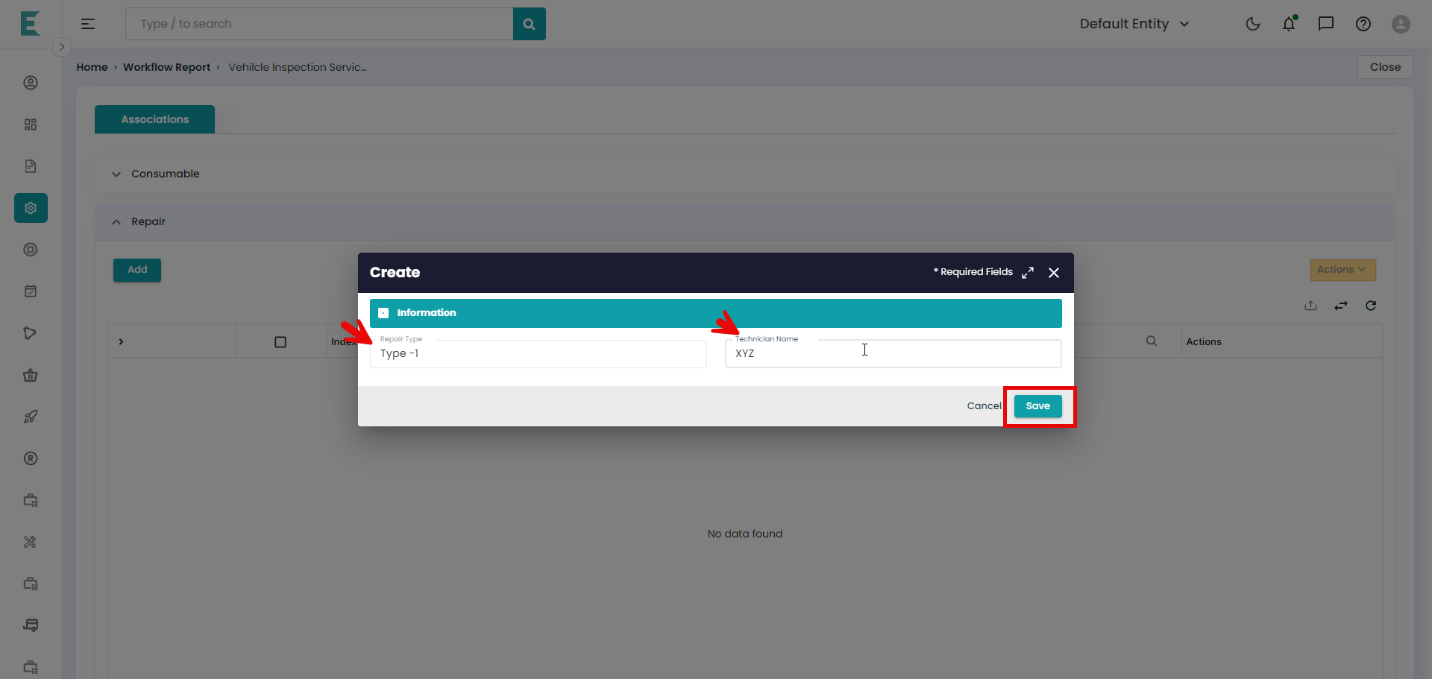 Type / to search
Default Entity
Home › Workflow Report › Vehilcle Inspection Servic...
Close
Associations
Consumable
Repair
Add
Actions
Create
* Required Fields
Information
Repair Type
Type -1
Technician Name
XYZ
Index
Actions
Cancel
Save
No data found